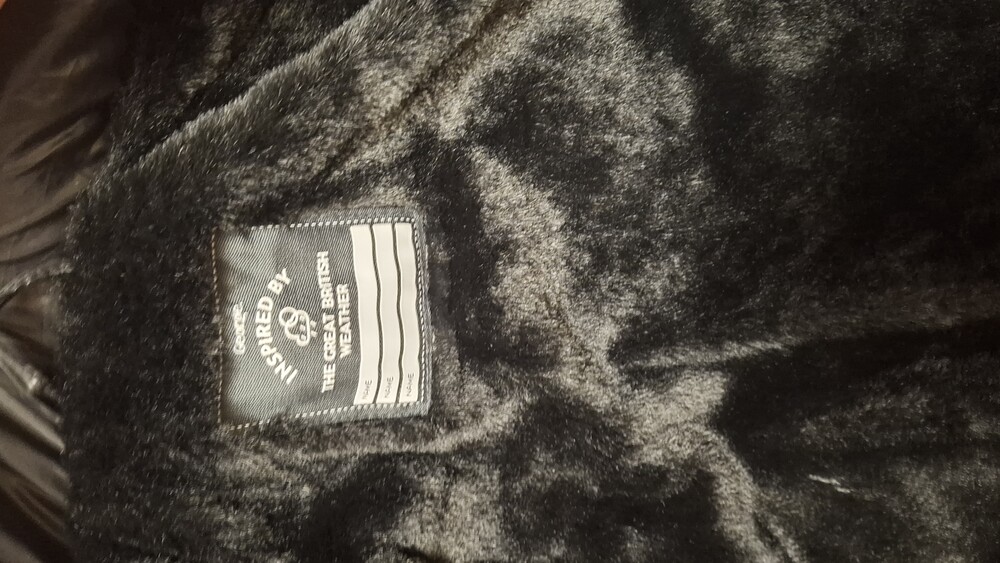 George.
INSPIRED BY
THE GREAT BRITISH
WEATHER
NAME
NAME
NAME